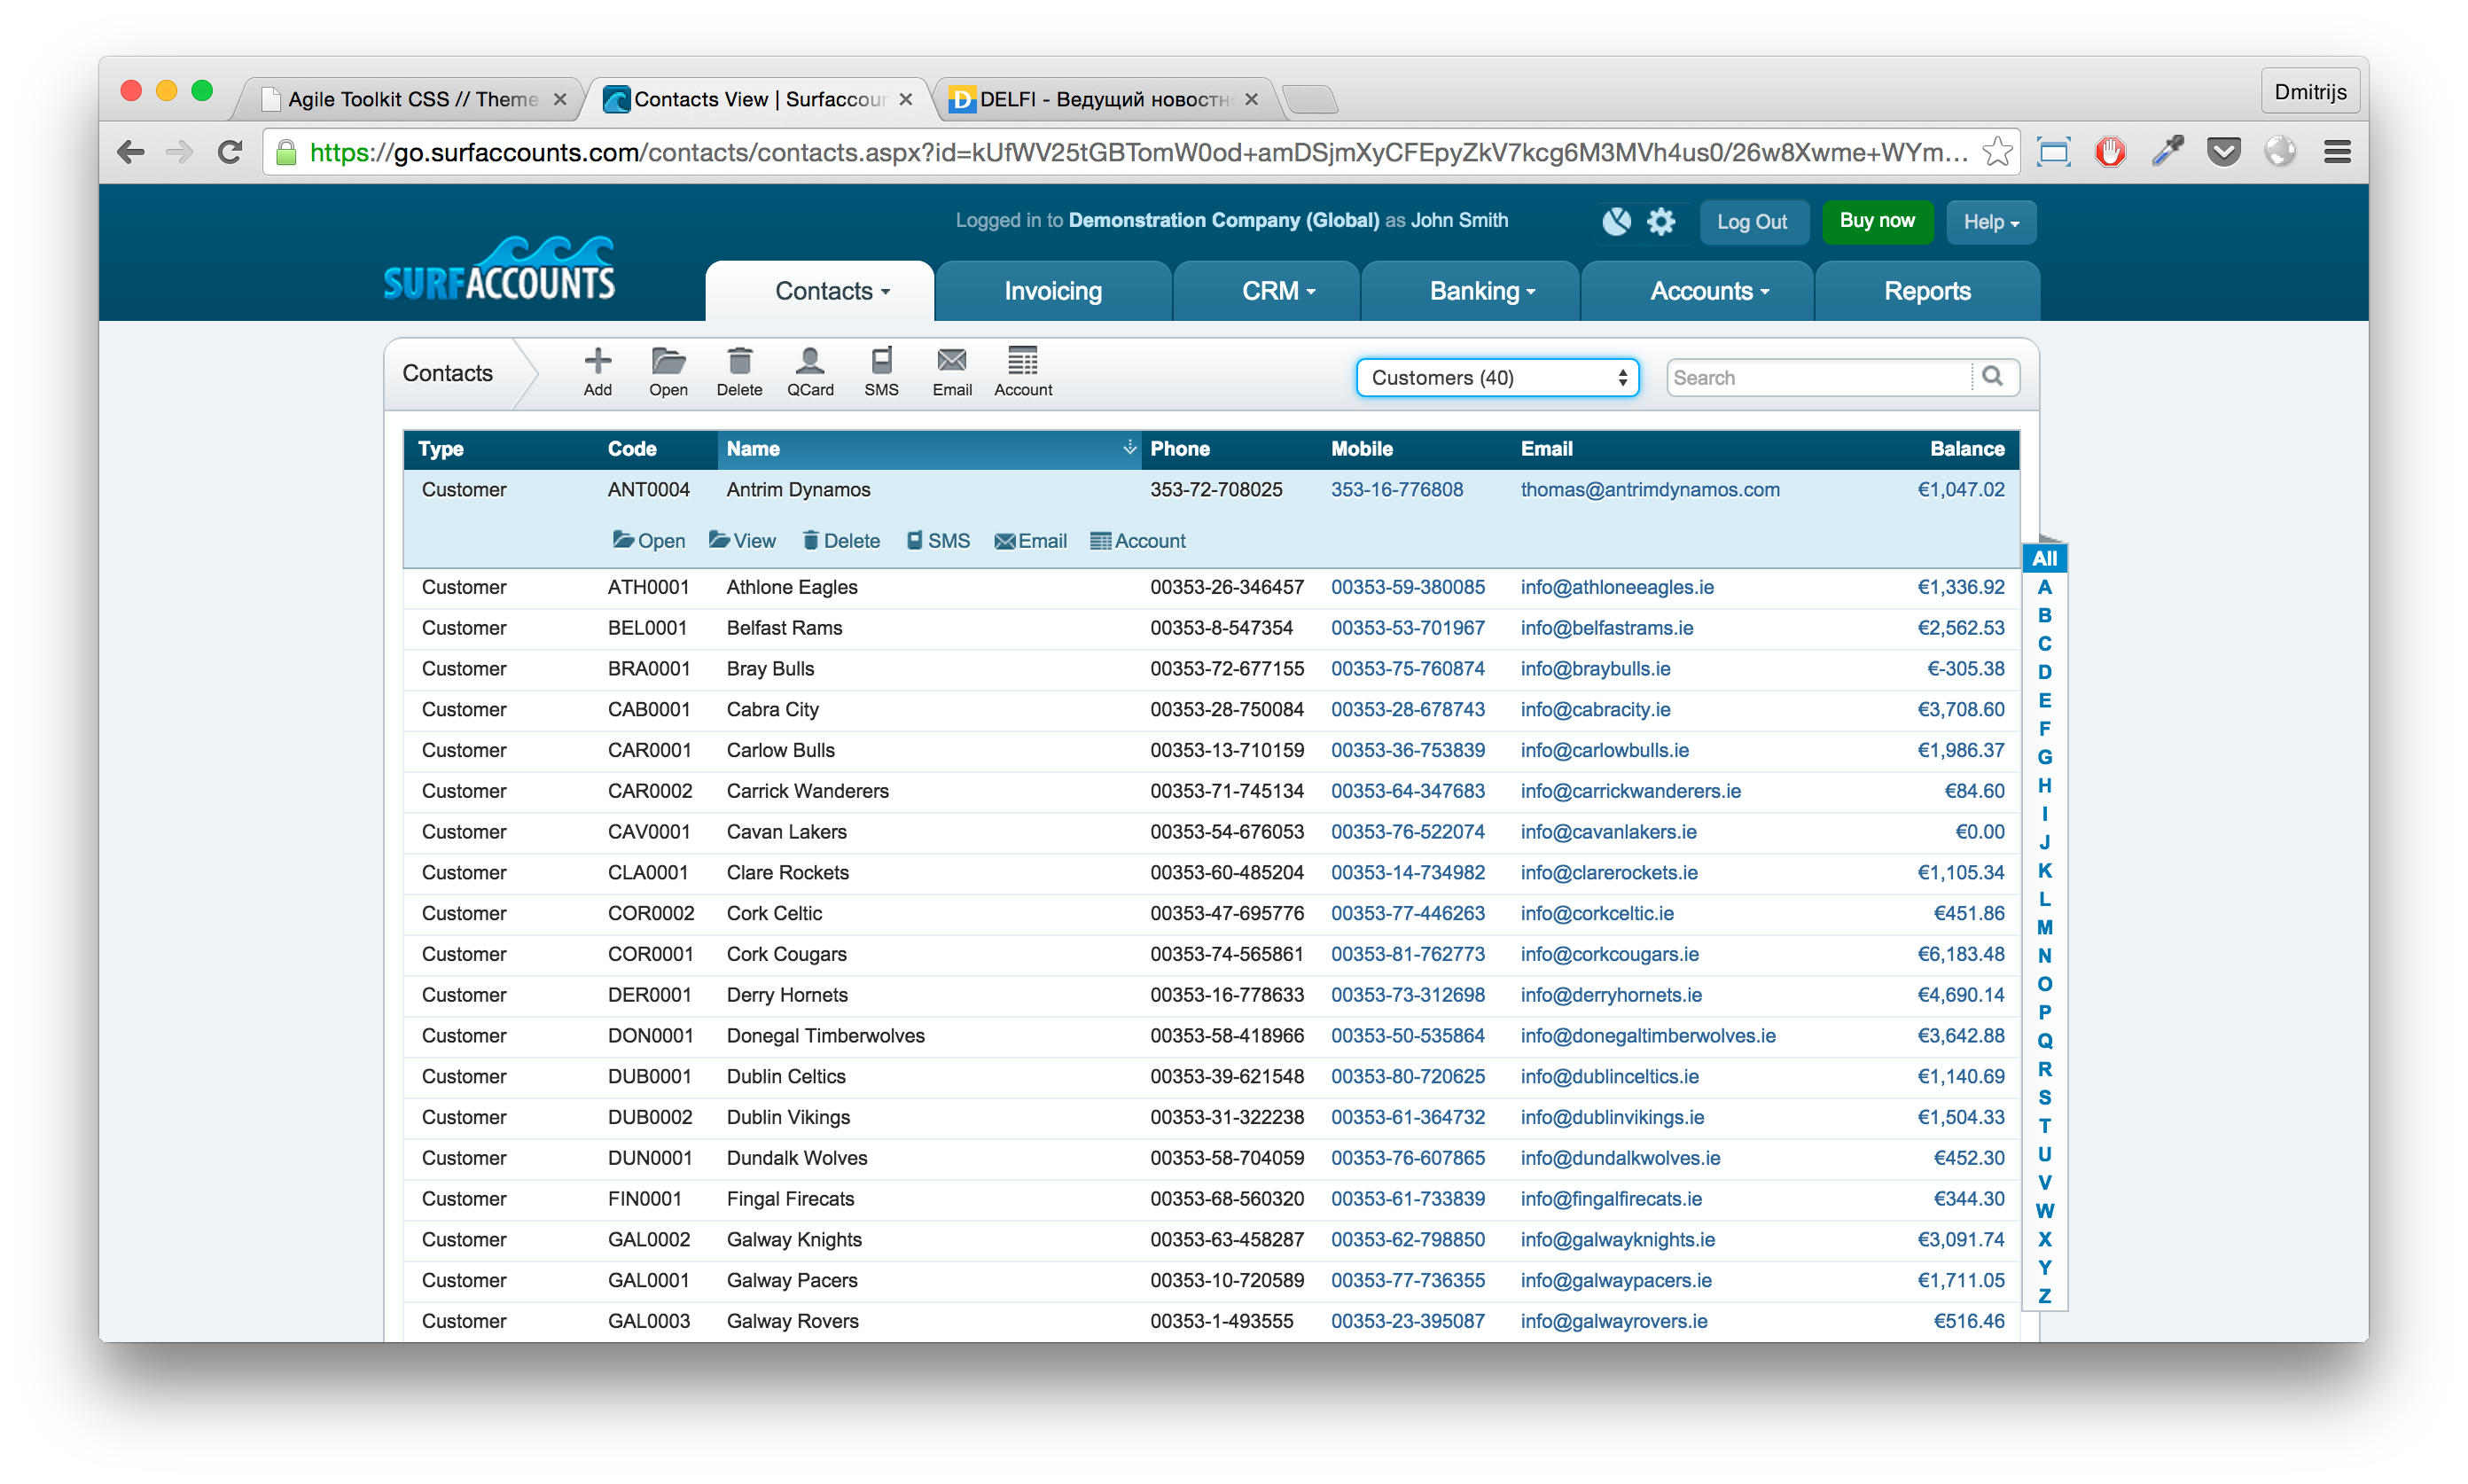 Agile Toolkit CSS // Theme
Contacts View | Surfaccour
DELFI - Ведущий новостн
Dmitrijs
https://go.surfaccounts.com/contacts/contacts.aspx?id=kUfWV25tGBTomW0od+amDSjmXyCFEpyZkV7kcg6M3MVh4us0/26w8Xwme+WYm...
Logged in to Demonstration Company (Global) as John Smith
Log Out
Buy now
Help
SURFACCOUNTS
Contacts
Invoicing
CRM
Banking
Accounts
Reports
Contacts
Add
Open
Delete
QCard
SMS
Email
Account
Customers (40)
Search
Type Code Name Phone Mobile Email Balance
Customer ANT0004 Antrim Dynamos 353-72-708025 353-16-776808 thomas@antrimdynamos.com €1,047.02
Open View Delete SMS Email Account
Customer ATH0001 Athlone Eagles 00353-26-346457 00353-59-380085 info@athloneeagles.ie €1,336.92
Customer BEL0001 Belfast Rams 00353-8-547354 00353-53-701967 info@belfastrams.ie €2,562.53
Customer BRA0001 Bray Bulls 00353-72-677155 00353-75-760874 info@braybulls.ie €-305.38
Customer CAB0001 Cabra City 00353-28-750084 00353-28-678743 info@cabracity.ie €3,708.60
Customer CAR0001 Carlow Bulls 00353-13-710159 00353-36-753839 info@carlowbulls.ie €1,986.37
Customer CAR0002 Carrick Wanderers 00353-71-745134 00353-64-347683 info@carrickwanderers.ie €84.60
Customer CAV0001 Cavan Lakers 00353-54-676053 00353-76-522074 info@cavanlakers.ie €0.00
Customer CLA0001 Clare Rockets 00353-60-485204 00353-14-734982 info@clarerockets.ie €1,105.34
Customer COR0002 Cork Celtic 00353-47-695776 00353-77-446263 info@corkceltic.ie €451.86
Customer COR0001 Cork Cougars 00353-74-565861 00353-81-762773 info@corkcougars.ie €6,183.48
Customer DER0001 Derry Hornets 00353-16-778633 00353-73-312698 info@derryhornets.ie €4,690.14
Customer DON0001 Donegal Timberwolves 00353-58-418966 00353-50-535864 info@donegaltimberwolves.ie €3,642.88
Customer DUB0001 Dublin Celtics 00353-39-621548 00353-80-720625 info@dublinceltics.ie €1,140.69
Customer DUB0002 Dublin Vikings 00353-31-322238 00353-61-364732 info@dublinvikings.ie €1,504.33
Customer DUN0001 Dundalk Wolves 00353-58-704059 00353-76-607865 info@dundalkwolves.ie €452.30
Customer FIN0001 Fingal Firecats 00353-68-560320 00353-61-733839 info@fingalfirecats.ie €344.30
Customer GAL0002 Galway Knights 00353-63-458287 00353-62-798850 info@galwayknights.ie €3,091.74
Customer GAL0001 Galway Pacers 00353-10-720589 00353-77-736355 info@galwaypacers.ie €1,711.05
Customer GAL0003 Galway Rovers 00353-1-493555 00353-23-395087 info@galwayrovers.ie €516.46
All
A
B
C
D
E
F
G
H
I
J
K
L
M
N
O
P
Q
R
S
T
U
V
W
X
Y
Z